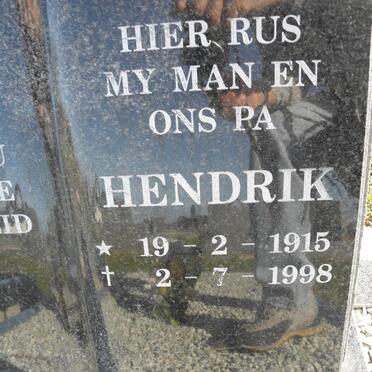 HIER RUS
MY MAN EN
ONS PA
HENDRIK
★ 19 - 2 - 1915
† 2 - 7 - 1998